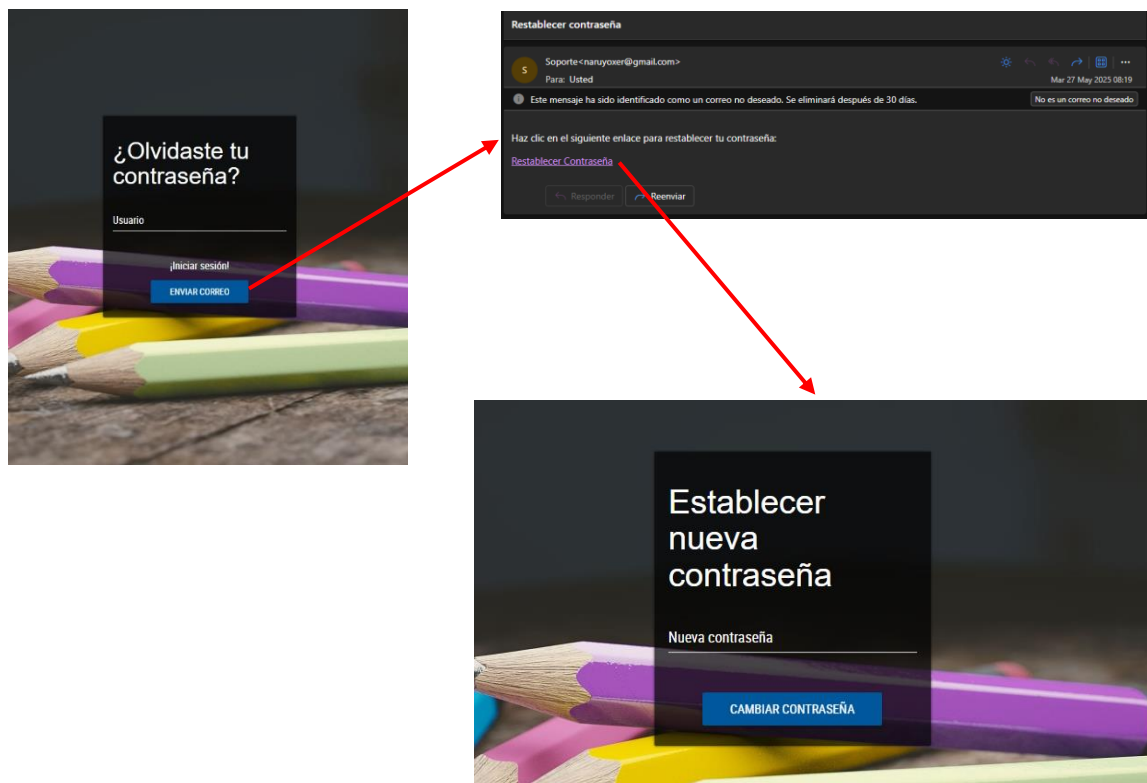 ¿Olvidaste tu
contraseña?
Usuario
¡Iniciar sesión!
ENVIAR CORREO
Restablecer contraseña
S
Soporte<naruyoxer@gmail.com>
Para: Usted
Mar 27 May 2025 08:19
Este mensaje ha sido identificado como un correo no deseado. Se eliminará después de 30 días.
No es un correo no deseado
Haz clic en el siguiente enlace para restablecer tu contraseña:
Restablecer Contraseña
Responder
Reenviar
Establecer
nueva
contraseña
Nueva contraseña
CAMBIAR CONTRASEÑA